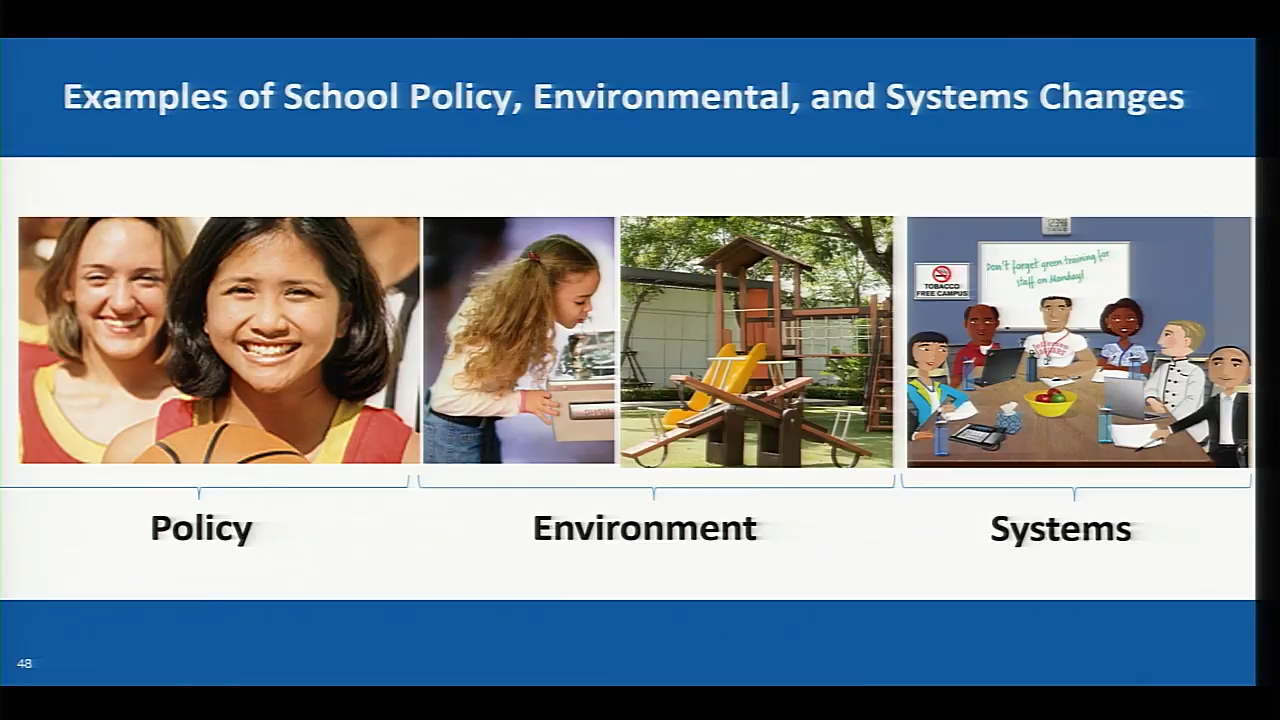 Examples of School Policy, Environmental, and Systems Changes
Don't forget green training for
staff on Monday!
TOBACCO
FREE CAMPUS
PUSH
Policy
Environment
Systems
48